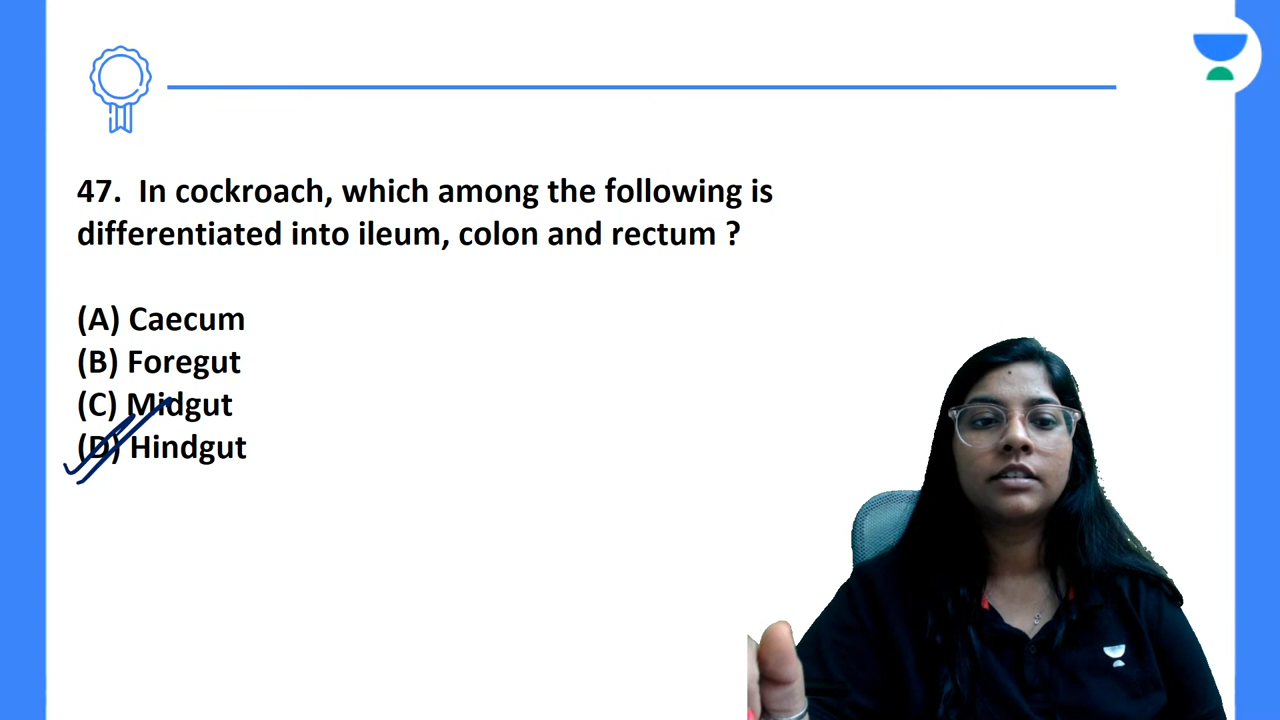 47. In cockroach, which among the following is
differentiated into ileum, colon and rectum ?
(A) Caecum
(B) Foregut
(C) Midgut
(D) Hindgut